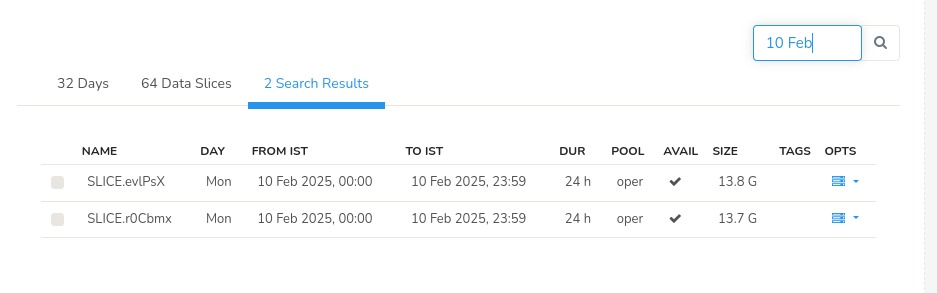 10 Feb
32 Days 64 Data Slices 2 Search Results
NAME DAY FROM IST TO IST DUR POOL AVAIL SIZE TAGS OPTS
SLICE.evlPsX Mon 10 Feb 2025, 00:00 10 Feb 2025, 23:59 24 h oper 13.8 G
SLICE.r0Cbmx Mon 10 Feb 2025, 00:00 10 Feb 2025, 23:59 24 h oper 13.7 G